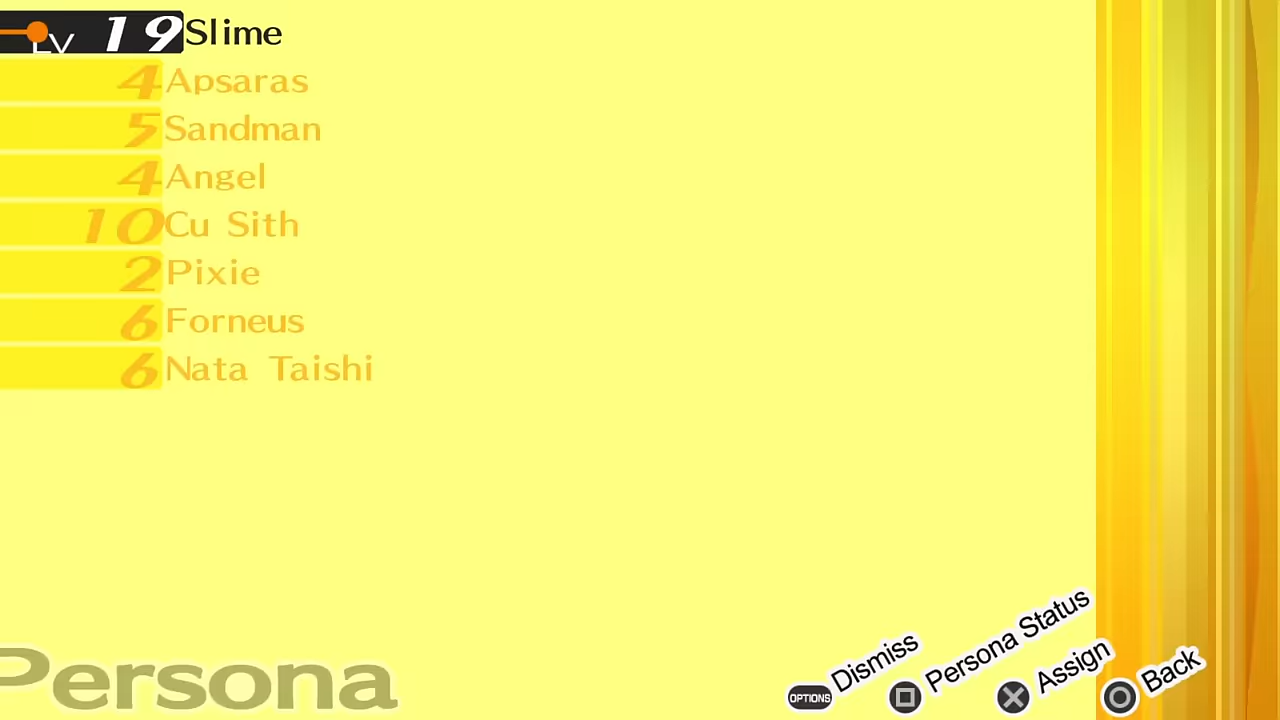 Lv 19 Slime
4 Apsaras
5 Sandman
4 Angel
10 Cu Sith
2 Pixie
6 Forneus
6 Nata Taishi
Persona
OPTIONS Dismiss Persona Status Assign Back